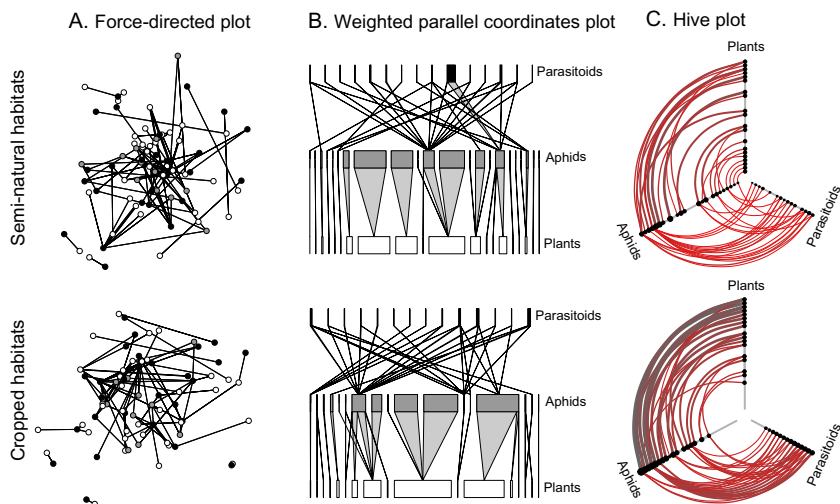 A. Force-directed plot
B. Weighted parallel coordinates plot
C. Hive plot
Semi-natural habitats
Parasitoids
Aphids
Plants
Plants
Aphids
Parasitoids
Cropped habitats
Parasitoids
Aphids
Plants
Plants
Aphids
Parasitoids